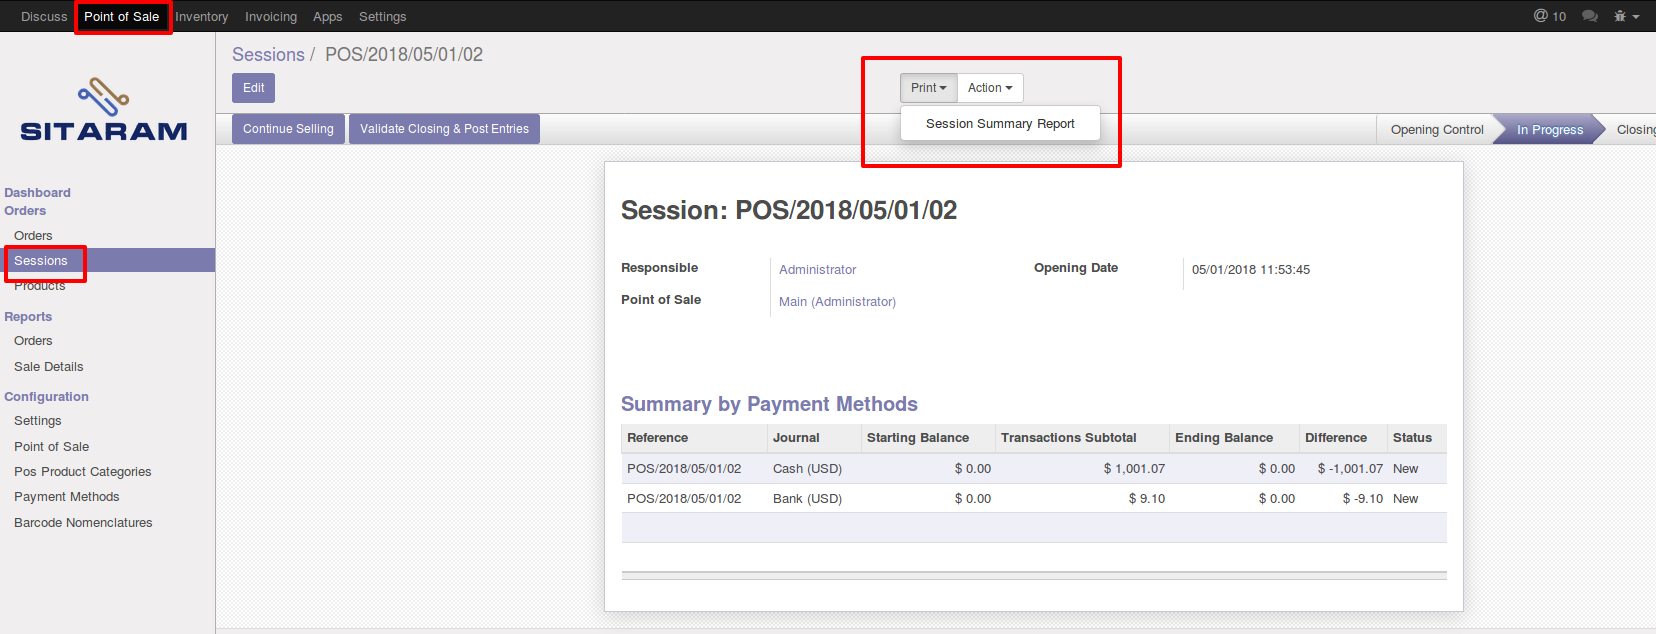 Discuss Point of Sale Inventory Invoicing Apps Settings @ 10
Sessions / POS/2018/05/01/02
Edit Print Action
Session Summary Report
Continue Selling Validate Closing & Post Entries Opening Control In Progress Closing
SITARAM
Dashboard
Orders
Orders
Sessions
Products
Reports
Orders
Sale Details
Configuration
Settings
Point of Sale
Pos Product Categories
Payment Methods
Barcode Nomenclatures
Session: POS/2018/05/01/02
Responsible Administrator Opening Date 05/01/2018 11:53:45
Point of Sale Main (Administrator)
Summary by Payment Methods
Reference Journal Starting Balance Transactions Subtotal Ending Balance Difference Status
POS/2018/05/01/02 Cash (USD) $ 0.00 $ 1,001.07 $ 0.00 $ -1,001.07 New
POS/2018/05/01/02 Bank (USD) $ 0.00 $ 9.10 $ 0.00 $ -9.10 New